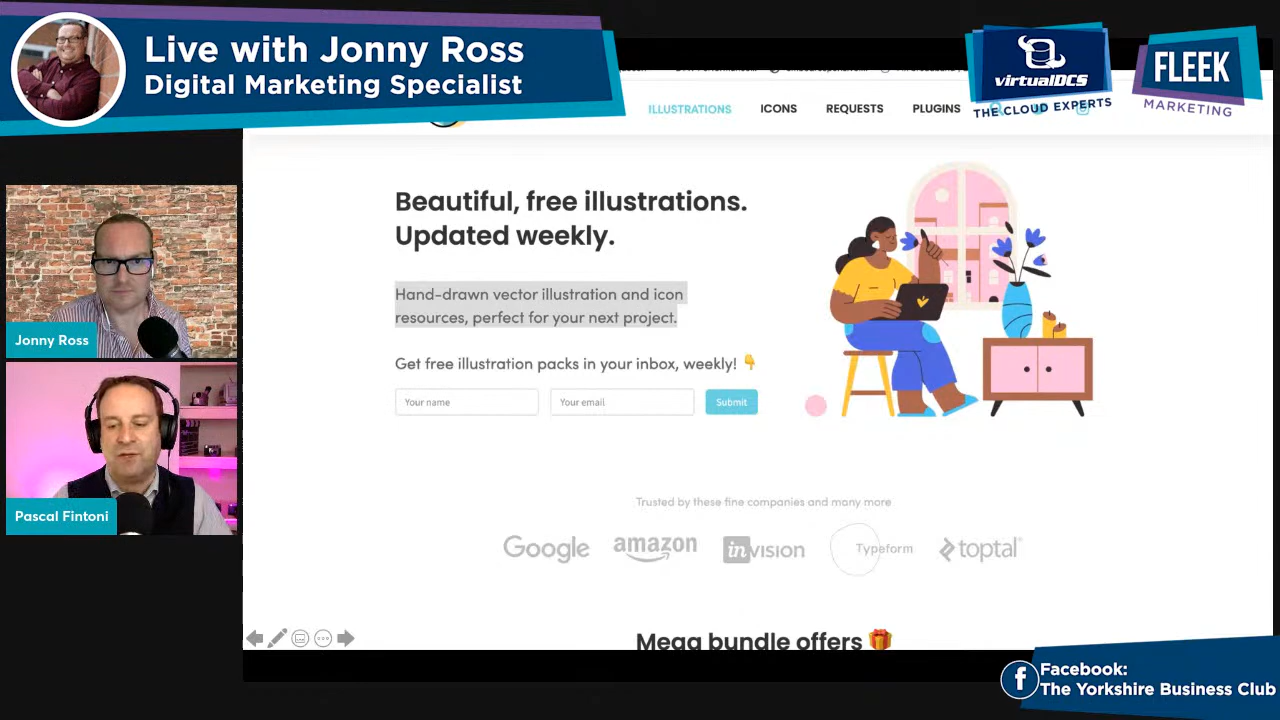 Live with Jonny Ross
Digital Marketing Specialist
virtualDCS
THE CLOUD EXPERTS
FLEEK
MARKETING
ILLUSTRATIONS
ICONS
REQUESTS
PLUGINS
Beautiful, free illustrations.
Updated weekly.
Hand-drawn vector illustration and icon
resources, perfect for your next project.
Get free illustration packs in your inbox, weekly! 👇
Your name
Your email
Submit
Jonny Ross
Pascal Fintoni
Trusted by these fine companies and many more
Google
amazon
invision
Typeform
toptal
Mega bundle offers 🎁
Facebook:
The Yorkshire Business Club